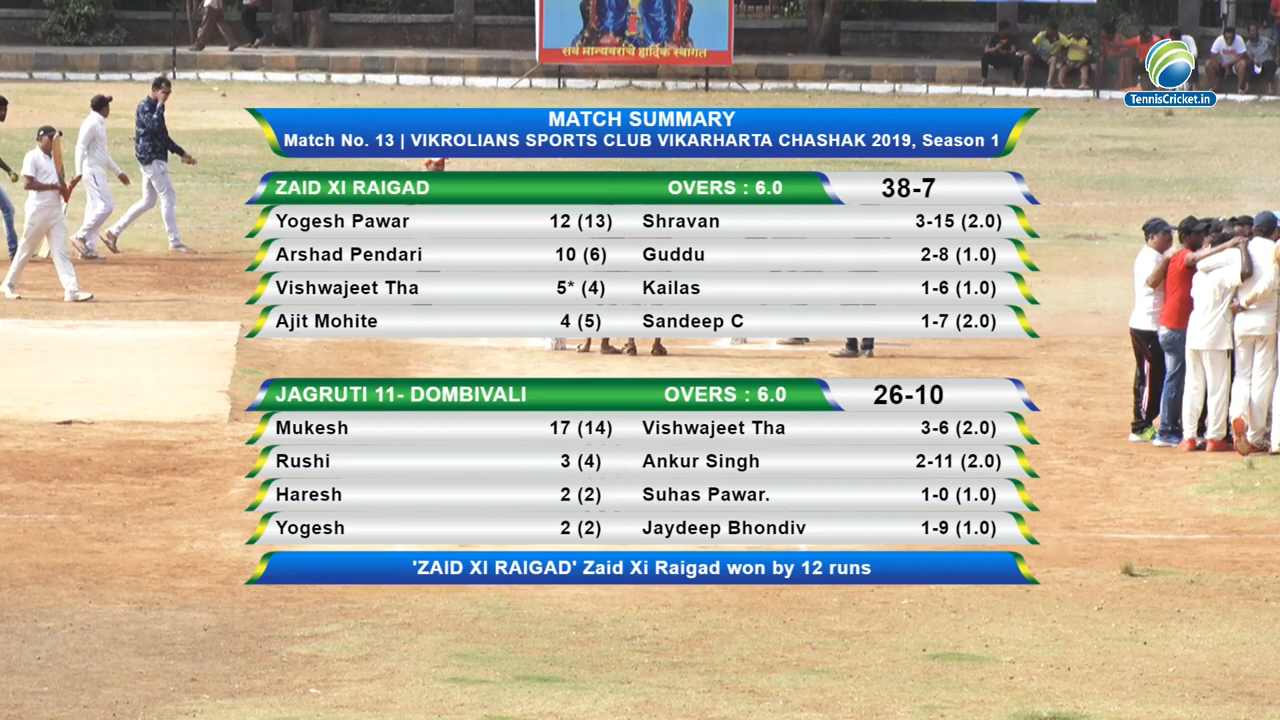 सर्व मान्यवरांचे हार्दिक स्वागत
TennisCricket.in
MATCH SUMMARY
Match No. 13 | VIKROLIANS SPORTS CLUB VIKARHARTA CHASHAK 2019, Season 1
ZAID XI RAIGAD OVERS : 6.0 38-7
Yogesh Pawar 12 (13) Shravan 3-15 (2.0)
Arshad Pendari 10 (6) Guddu 2-8 (1.0)
Vishwajeet Tha 5* (4) Kailas 1-6 (1.0)
Ajit Mohite 4 (5) Sandeep C 1-7 (2.0)
JAGRUTI 11- DOMBIVALI OVERS : 6.0 26-10
Mukesh 17 (14) Vishwajeet Tha 3-6 (2.0)
Rushi 3 (4) Ankur Singh 2-11 (2.0)
Haresh 2 (2) Suhas Pawar. 1-0 (1.0)
Yogesh 2 (2) Jaydeep Bhondiv 1-9 (1.0)
'ZAID XI RAIGAD' Zaid Xi Raigad won by 12 runs